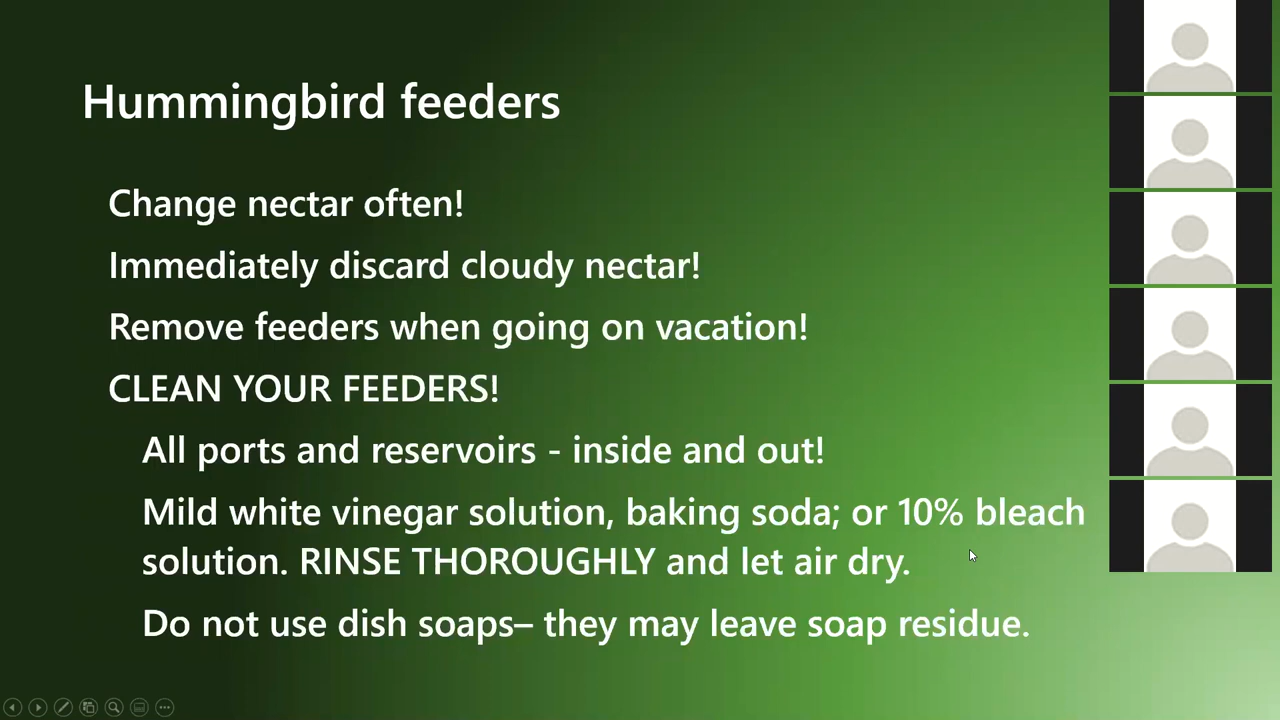 Hummingbird feeders
Change nectar often!
Immediately discard cloudy nectar!
Remove feeders when going on vacation!
CLEAN YOUR FEEDERS!
All ports and reservoirs - inside and out!
Mild white vinegar solution, baking soda; or 10% bleach
solution. RINSE THOROUGHLY and let air dry.
Do not use dish soaps– they may leave soap residue.